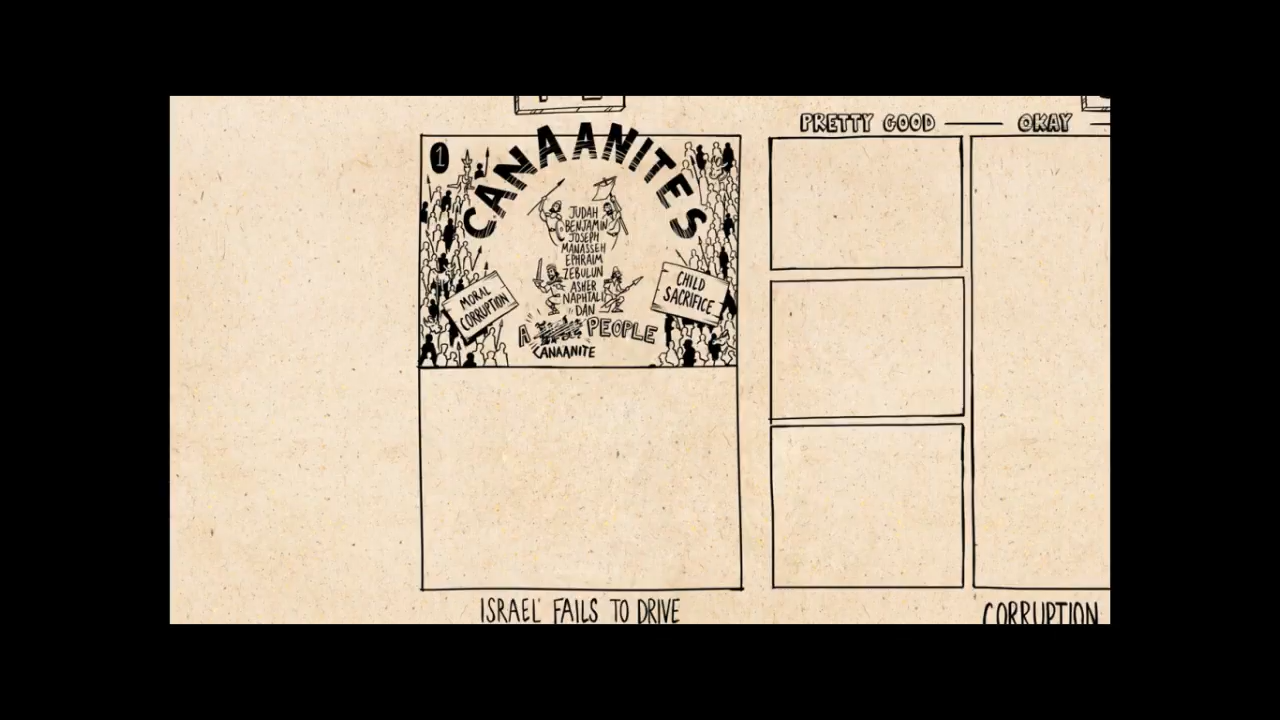 PRETTY GOOD
OKAY
1
CANAANITES
JUDAH
BENJAMIN
JOSEPH
MANASSEH
EPHRAIM
ZEBULUN
ASHER
NAPHTALI
DAN
MORAL
CORRUPTION
CHILD
SACRIFICE
A PEOPLE
CANAANITE
ISRAEL FAILS TO DRIVE
CORRUPTION